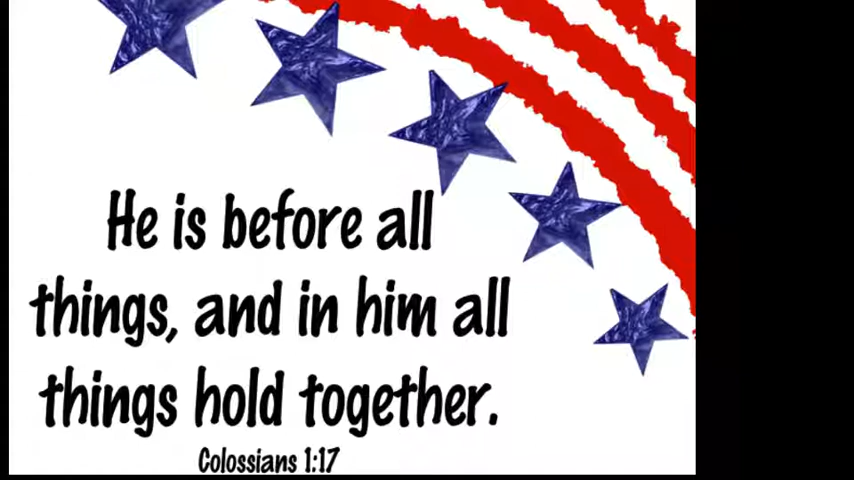 He is before all
things, and in him all
things hold together.
Colossians 1:17